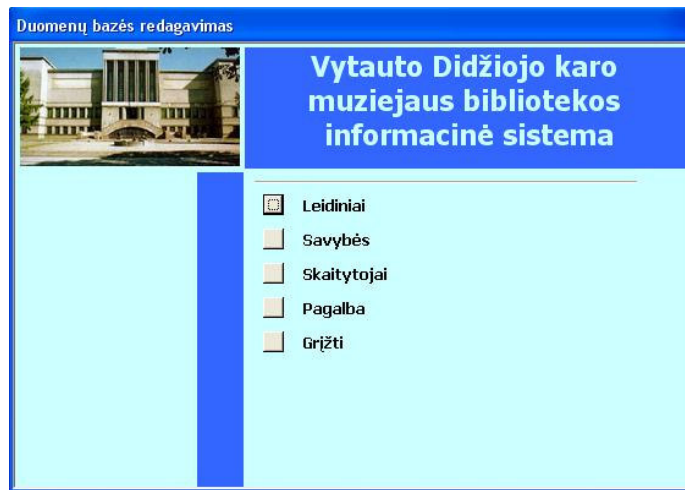 Duomenų bazės redagavimas
Vytauto Didžiojo karo
muziejaus bibliotekos
informacinė sistema
Leidiniai
Savybės
Skaitytojai
Pagalba
Grįžti